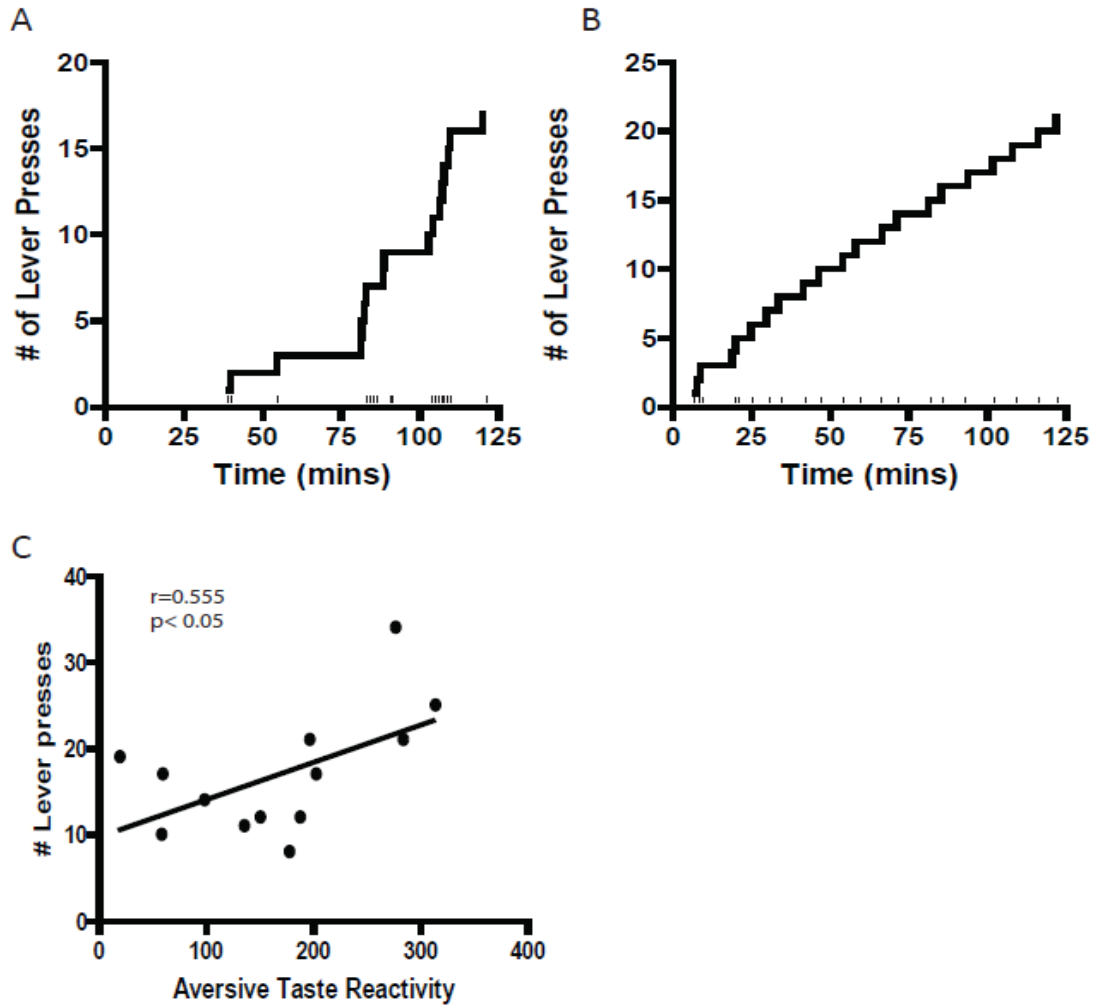 A
# of Lever Presses
20
15
10
5
0
0 25 50 75 100 125
Time (mins)
B
# of Lever Presses
25
20
15
10
5
0
0 25 50 75 100 125
Time (mins)
C
r=0.555
p< 0.05
# Lever presses
40
30
20
10
0
0 100 200 300 400
Aversive Taste Reactivity